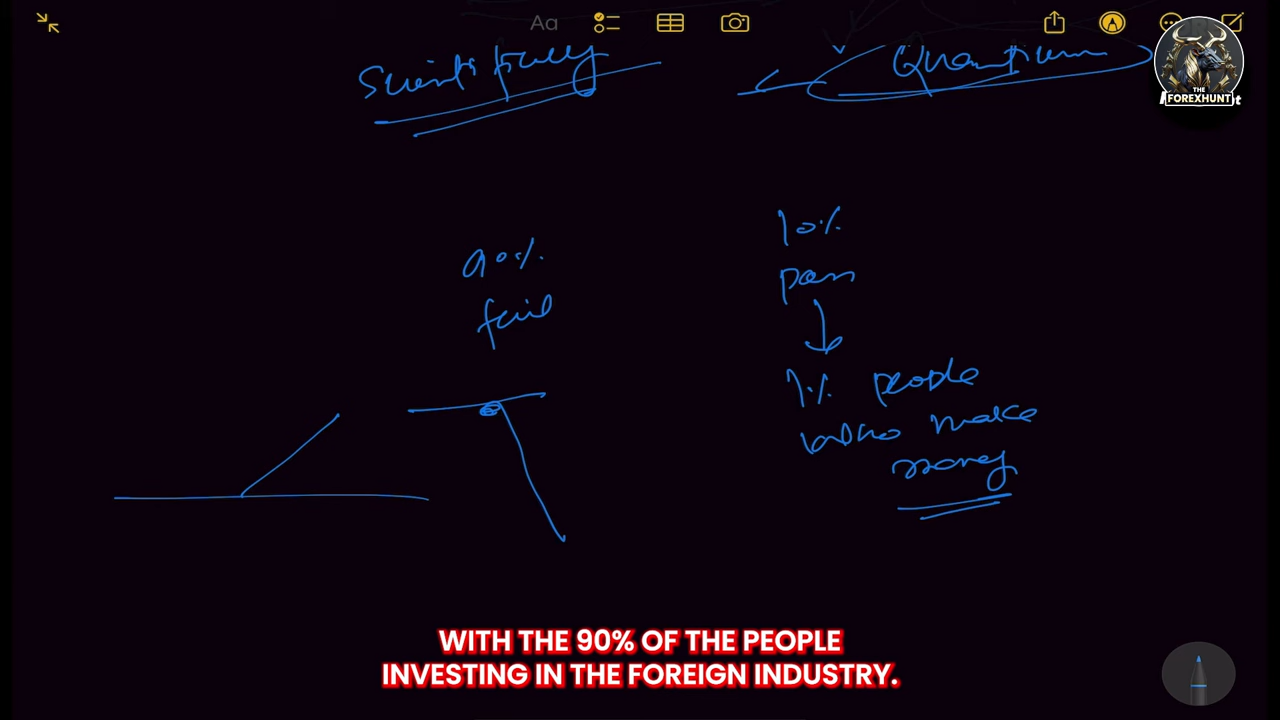 Aa
Scientifically
Quantum
THE
FOREXHUNT
90%
fail
10%
pass
1% people
who make
money
WITH THE 90% OF THE PEOPLE
INVESTING IN THE FOREIGN INDUSTRY.